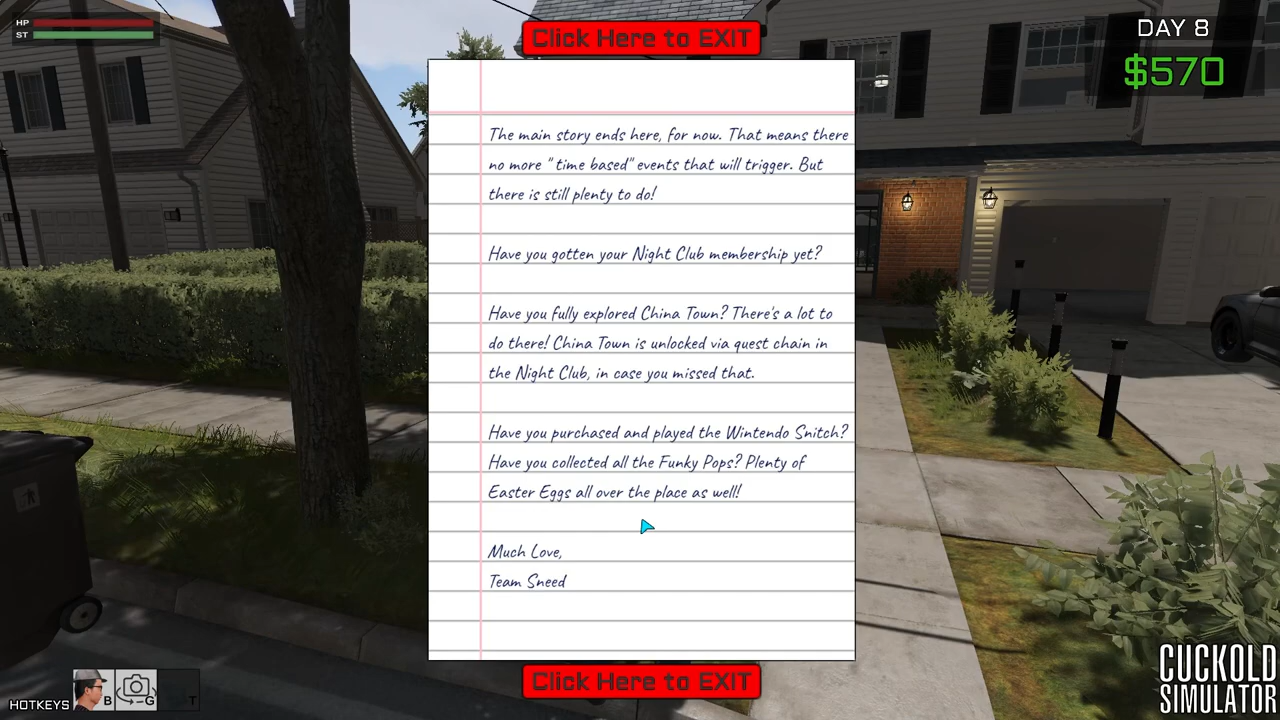 HP
ST
Click Here to EXIT
DAY 8
$570
The main story ends here, for now. That means there
no more "time based" events that will trigger. But
there is still plenty to do!
Have you gotten your Night Club membership yet?
Have you fully explored China Town? There's a lot to
do there! China Town is unlocked via quest chain in
the Night Club, in case you missed that.
Have you purchased and played the Wintendo Snitch?
Have you collected all the Funky Pops? Plenty of
Easter Eggs all over the place as well!
Much Love,
Team Sneed
Click Here to EXIT
HOTKEYS
B
G
T
CUCKOLD
SIMULATOR